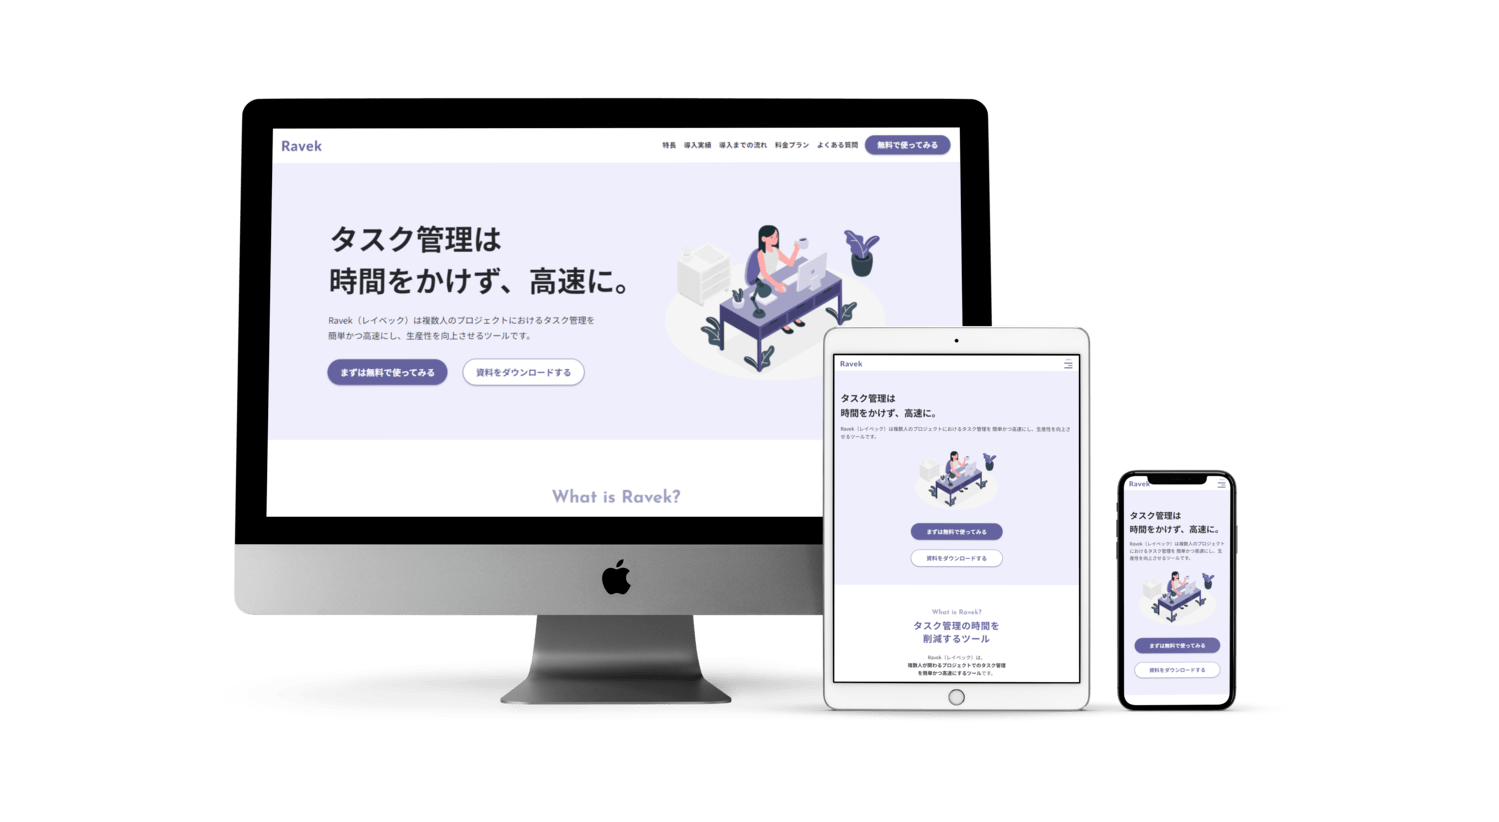 Ravek
特長 導入実績 導入までの流れ 料金プラン よくある質問 無料で使ってみる
タスク管理は
時間をかけず、高速に。
Ravek（レイベック）は複数人のプロジェクトにおけるタスク管理を
簡単かつ高速にし、生産性を向上させるツールです。
まずは無料で使ってみる 資料をダウンロードする
What is Ravek?
Ravek
タスク管理は
時間をかけず、高速に。
Ravek（レイベック）は複数人のプロジェクトにおけるタスク管理を 簡単かつ高速にし、生産性を向上さ
せるツールです。
まずは無料で使ってみる
資料をダウンロードする
What is Ravek?
タスク管理の時間を
削減するツール
Ravek（レイベック）は、
複数人が関わるプロジェクトでのタスク管理
を簡単かつ高速にするツールです。
Ravek
タスク管理は
時間をかけず、高速に。
Ravek（レイベック）は複数人のプロジェクト
におけるタスク管理を 簡単かつ高速にし、生
産性を向上させるツールです。
まずは無料で使ってみる
資料をダウンロードする